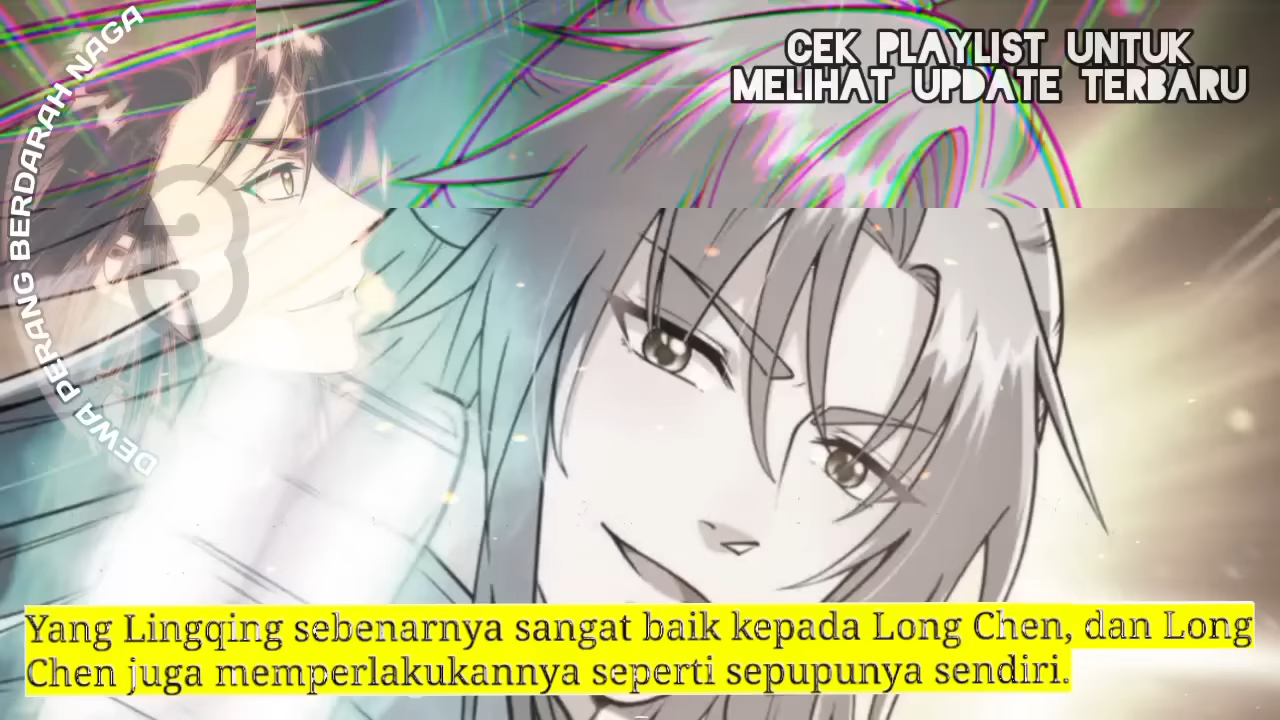 CEK PLAYLIST UNTUK
MELIHAT UPDATE TERBARU
DEWA PERANG BERDARAH NAGA
Yang Lingqing sebenarnya sangat baik kepada Long Chen, dan Long
Chen juga memperlakukannya seperti sepupunya sendiri.